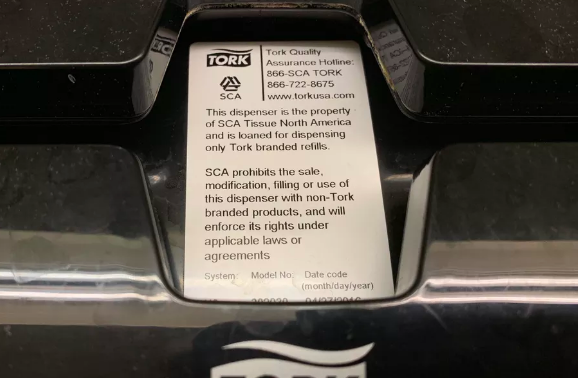 TORK
SCA
Tork Quality
Assurance Hotline:
866-SCA TORK
866-722-8675
www.torkusa.com
This dispenser is the property
of SCA Tissue North America
and is loaned for dispensing
only Tork branded refills.
SCA prohibits the sale,
modification, filling or use of
this dispenser with non-Tork
branded products, and will
enforce its rights under
applicable laws or
agreements
System: Model No: Date code
(month/day/year)
TORK